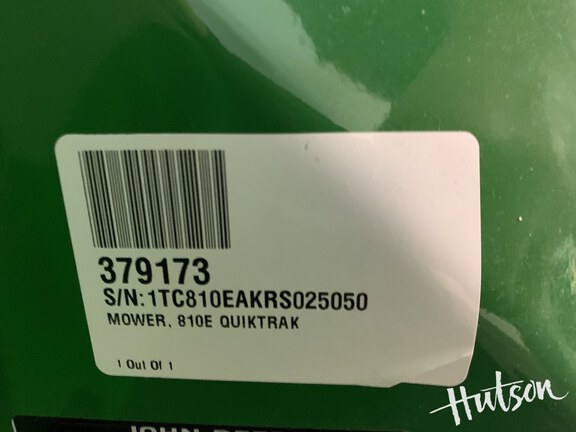 379173
S/N:1TC810EAKRS025050
MOWER, 810E QUIKTRAK
1 Out Of 1
Hutson